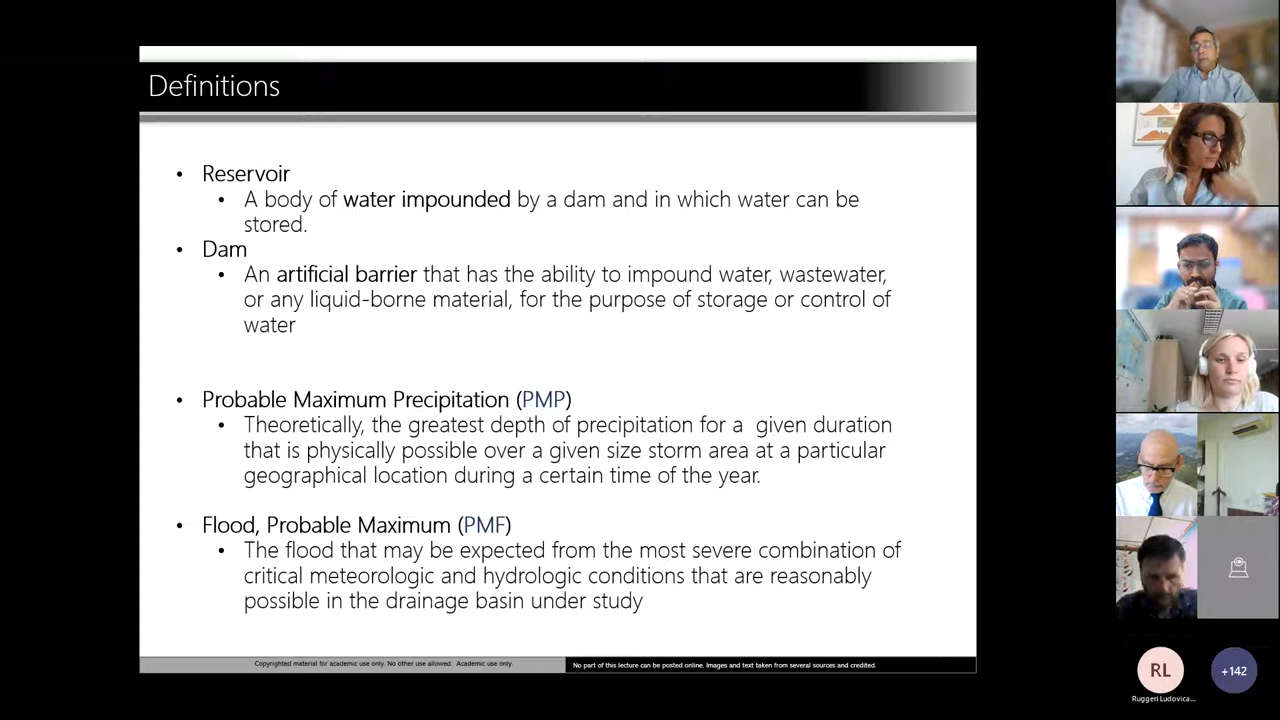 Definitions
• Reservoir
• A body of water impounded by a dam and in which water can be
stored.
• Dam
• An artificial barrier that has the ability to impound water, wastewater,
or any liquid-borne material, for the purpose of storage or control of
water
• Probable Maximum Precipitation (PMP)
• Theoretically, the greatest depth of precipitation for a  given duration
that is physically possible over a given size storm area at a particular
geographical location during a certain time of the year.
• Flood, Probable Maximum (PMF)
• The flood that may be expected from the most severe combination of
critical meteorologic and hydrologic conditions that are reasonably
possible in the drainage basin under study
Copyrighted material for academic use only. No other use allowed.  Academic use only.
No part of this lecture can be posted online. Images and text taken from several sources and credited.
RL
+142
Ruggeri Ludovica...